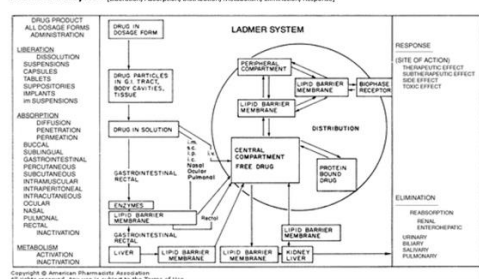 DRUG PRODUCT
ALL DOSAGE FORMS
ADMINISTRATION
LIBERATION
DISSOLUTION
SUSPENSIONS
CAPSULES
TABLETS
SUPPOSITORIES
IMPLANTS
im SUSPENSIONS
ABSORPTION
DIFFUSION
PENETRATION
PERMEATION
BUCCAL
SUBLINGUAL
GASTROINTESTINAL
PERCUTANEOUS
SUBCUTANEOUS
INTRAMUSCULAR
INTRAPERITONEAL
INTRACUTANEOUS
OCULAR
NASAL
PULMONAL
RECTAL
INACTIVATION
METABOLISM
ACTIVATION
INACTIVATION
DRUG IN
DOSAGE FORM
DRUG PARTICLES
IN G.I. TRACT,
BODY CAVITIES,
TISSUE
DRUG IN SOLUTION
GASTROINTESTINAL
RECTAL
ENZYMES
LIPID BARRIER
MEMBRANE
GASTROINTESTINAL
RECTAL
LIVER
i.m.
s.c.
i.p.
i.c.
Nasal
Ocular
Pulmonal
i.v.
Rectal
LADMER SYSTEM
PERIPHERAL
COMPARTMENT
LIPID BARRIER
MEMBRANE
LIPID BARRIER
MEMBRANE
BIOPHASE
RECEPTOR
DISTRIBUTION
CENTRAL
COMPARTMENT
FREE DRUG
PROTEIN
BOUND
DRUG
LIPID BARRIER
MEMBRANE
LIPID BARRIER
MEMBRANE
LIPID BARRIER
MEMBRANE
KIDNEY
LIVER
RESPONSE
(SITE OF ACTION)
THERAPEUTIC EFFECT
SUBTHERAPEUTIC EFFECT
SIDE EFFECT
TOXIC EFFECT
ELIMINATION
REABSORPTION
RENAL
ENTEROHEPATIC
URINARY
BILIARY
SALIVARY
PULMONARY
Copyright © American Pharmacists Association